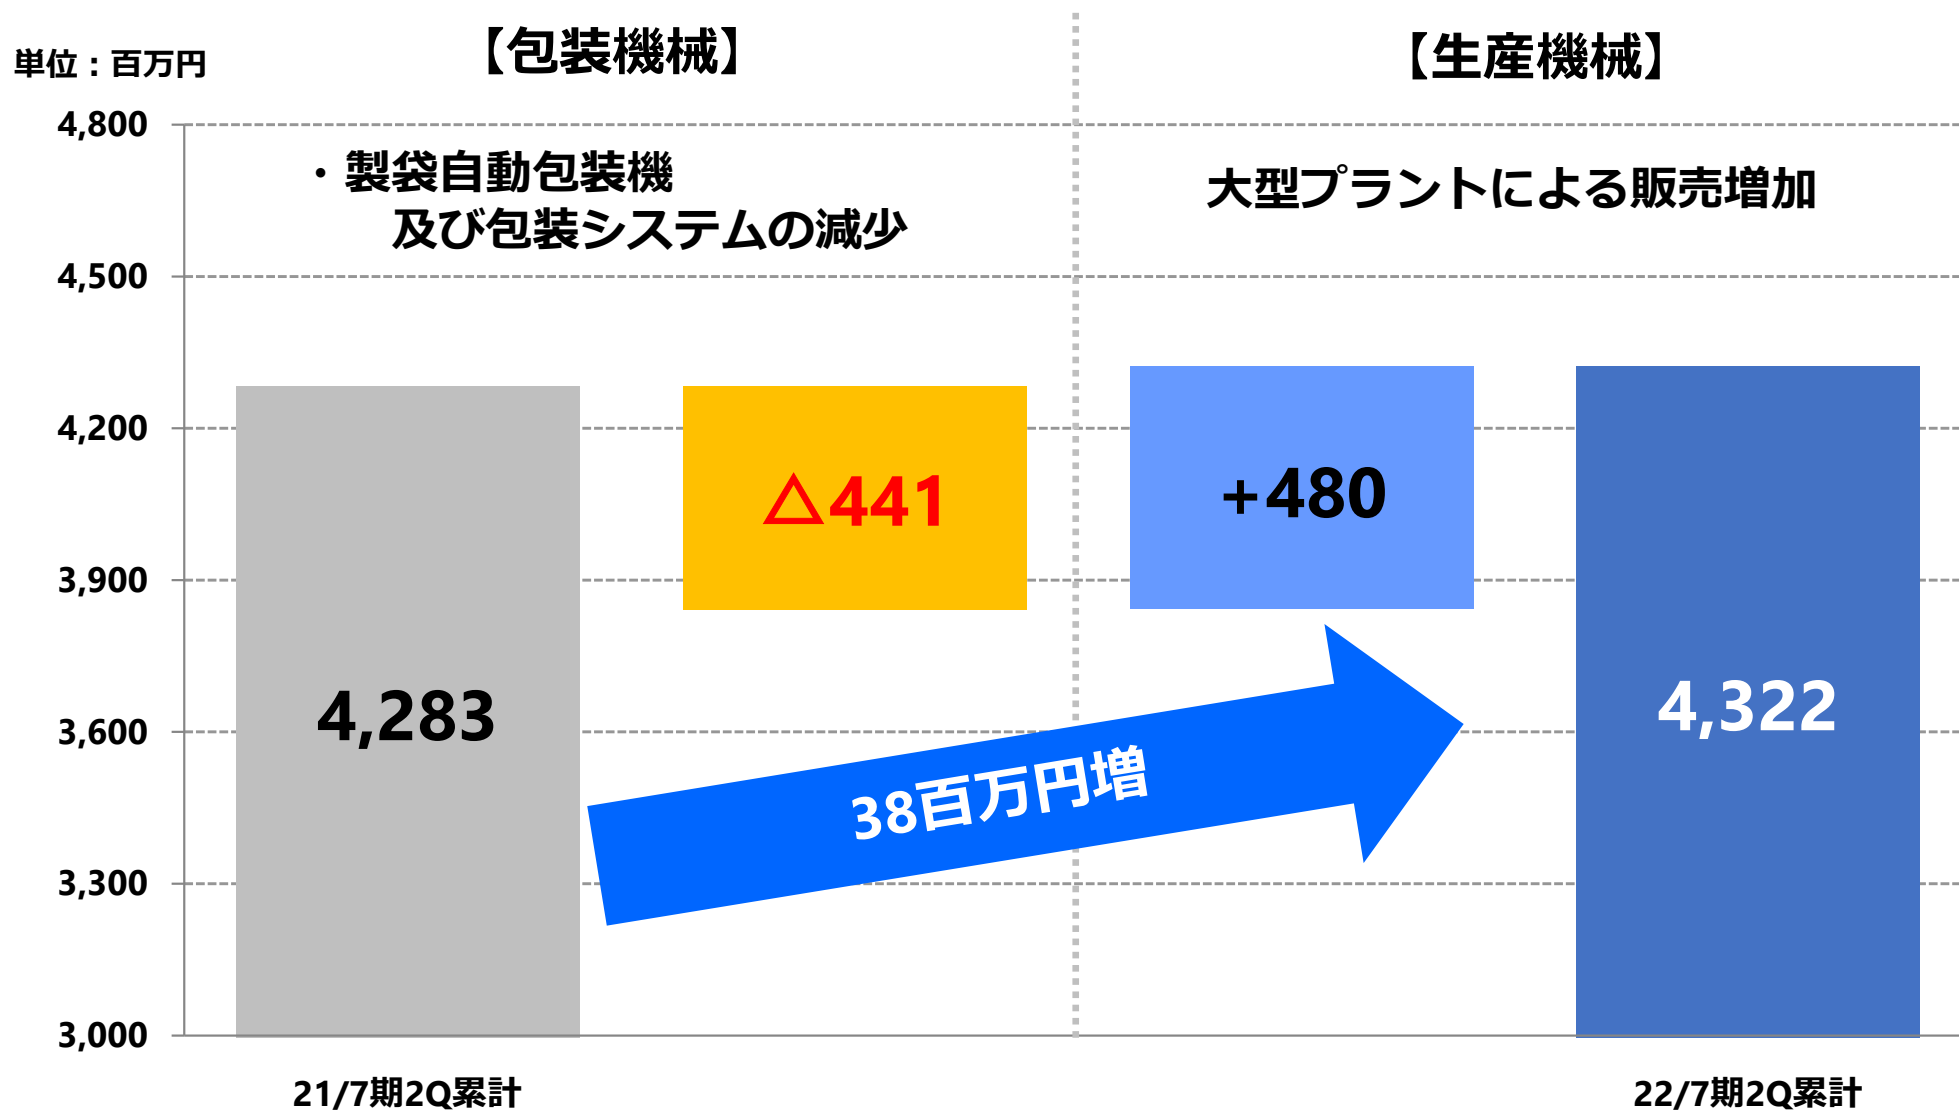 単位：百万円
【包装機械】
【生産機械】
4,800
4,500
4,200
3,900
3,600
3,300
3,000
・製袋自動包装機
及び包装システムの減少
大型プラントによる販売増加
4,283
△441
+480
4,322
38百万円増
21/7期2Q累計
22/7期2Q累計